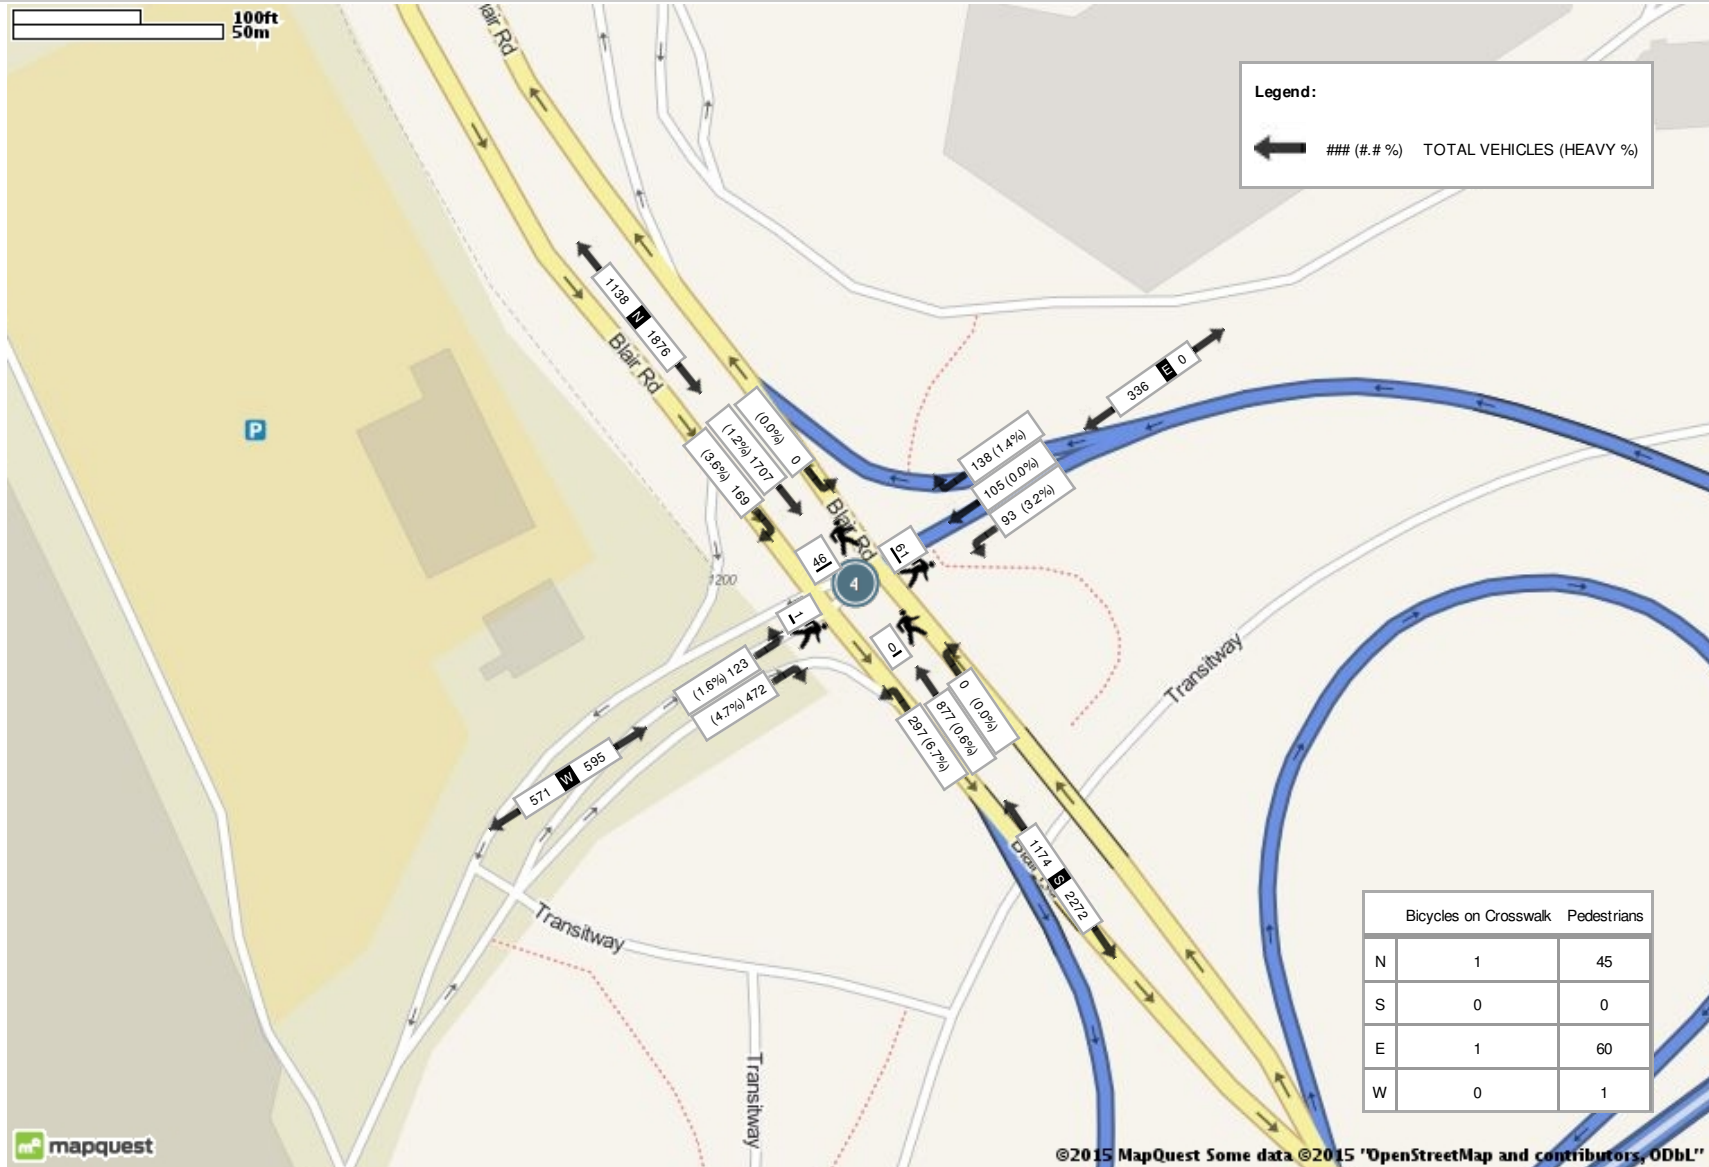 100ft
50m
Blair Rd
Legend:
### (#.# %) TOTAL VEHICLES (HEAVY %)
1138 N 1876
Blair Rd
336 E 0
(0.0%) 0
(1.2%) 1707
(3.6%) 169
138 (1.4%)
105 (0.0%)
93 (3.2%)
Blair Rd
46
61
4
1200
1
0
(1.6%) 123
(4.7%) 472
0 (0.0%)
877 (0.6%)
297 (6.7%)
Transitway
571 W 595
1174 S 2272
Transitway
Transitway
P
Bicycles on Crosswalk Pedestrians
N 1 45
S 0 0
E 1 60
W 0 1
mq mapquest
©2015 MapQuest Some data ©2015 "OpenStreetMap and contributors, ODbL"